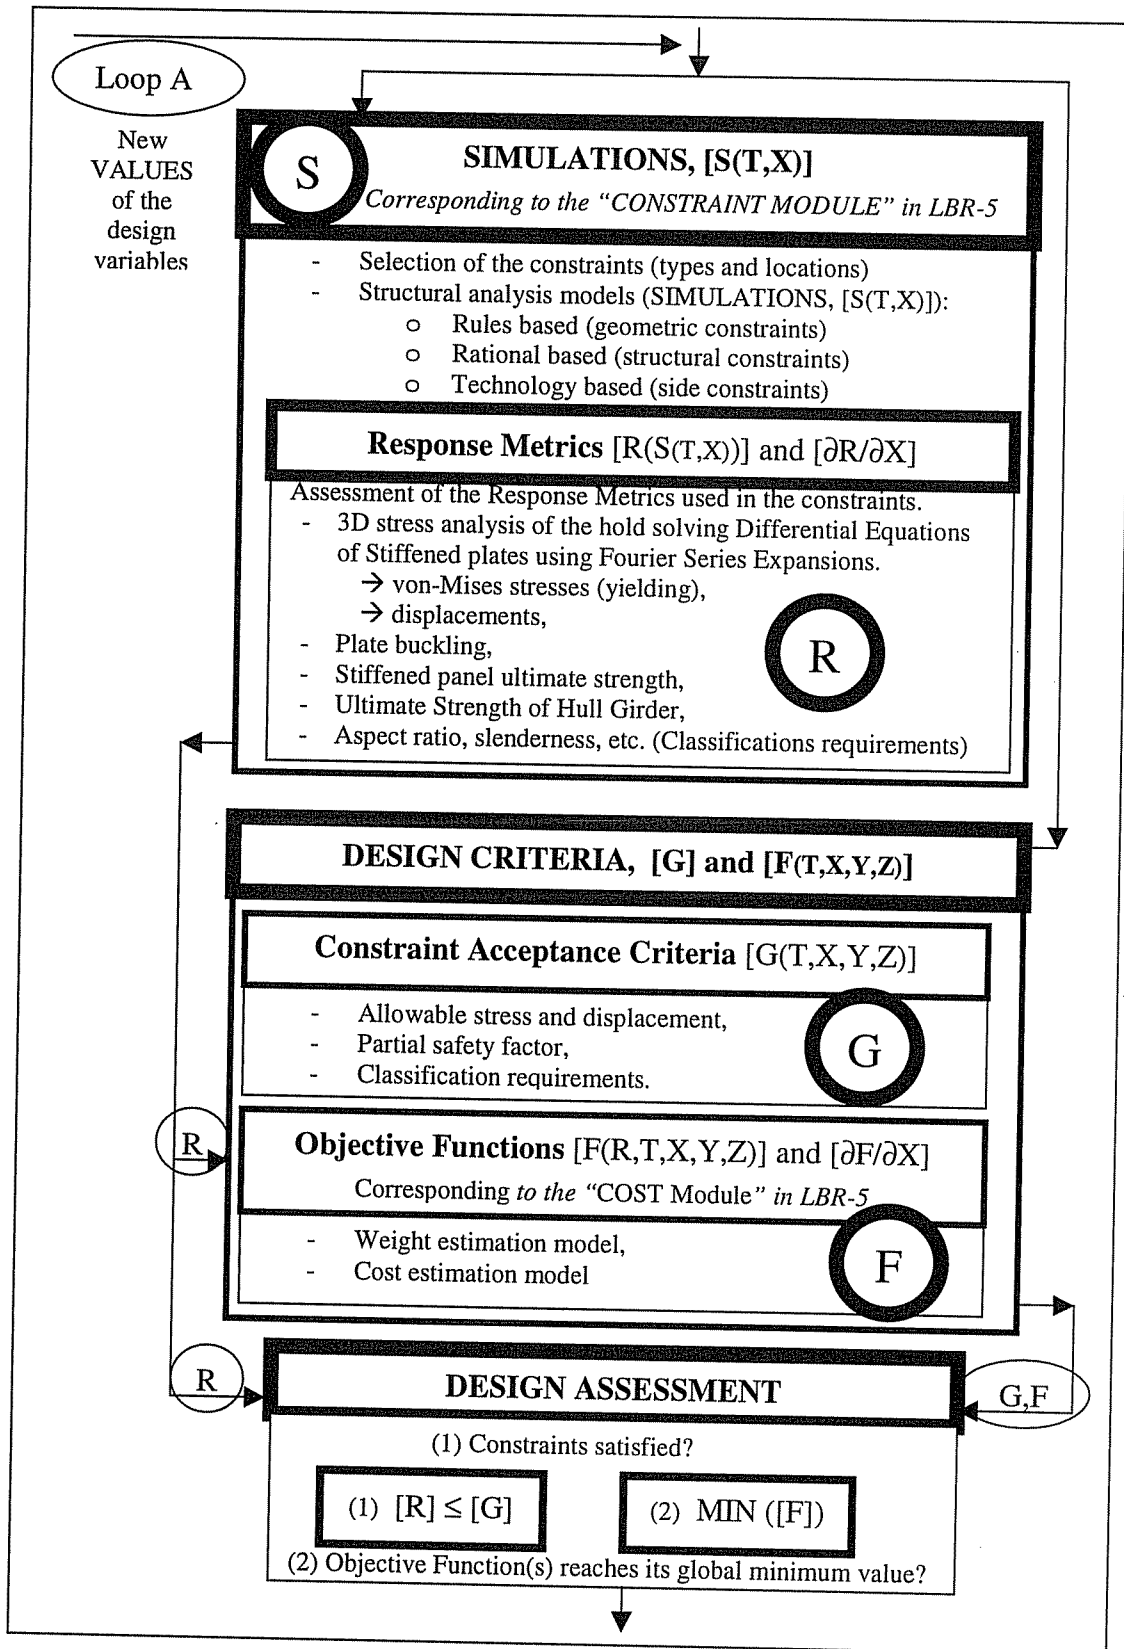 Loop A
New
VALUES
of the
design
variables
S
SIMULATIONS, [S(T,X)]
Corresponding to the “CONSTRAINT MODULE” in LBR-5
- Selection of the constraints (types and locations)
- Structural analysis models (SIMULATIONS, [S(T,X)]):
o Rules based (geometric constraints)
o Rational based (structural constraints)
o Technology based (side constraints)
Response Metrics [R(S(T,X))] and [∂R/∂X]
Assessment of the Response Metrics used in the constraints.
- 3D stress analysis of the hold solving Differential Equations
of Stiffened plates using Fourier Series Expansions.
→ von-Mises stresses (yielding),
→ displacements,
- Plate buckling,
- Stiffened panel ultimate strength,
- Ultimate Strength of Hull Girder,
- Aspect ratio, slenderness, etc. (Classifications requirements)
R
DESIGN CRITERIA, [G] and [F(T,X,Y,Z)]
Constraint Acceptance Criteria [G(T,X,Y,Z)]
- Allowable stress and displacement,
- Partial safety factor,
- Classification requirements.
G
R
Objective Functions [F(R,T,X,Y,Z)] and [∂F/∂X]
Corresponding to the “COST Module” in LBR-5
- Weight estimation model,
- Cost estimation model
F
R
DESIGN ASSESSMENT
G,F
(1) Constraints satisfied?
(1) [R] ≤ [G]
(2) MIN ([F])
(2) Objective Function(s) reaches its global minimum value?